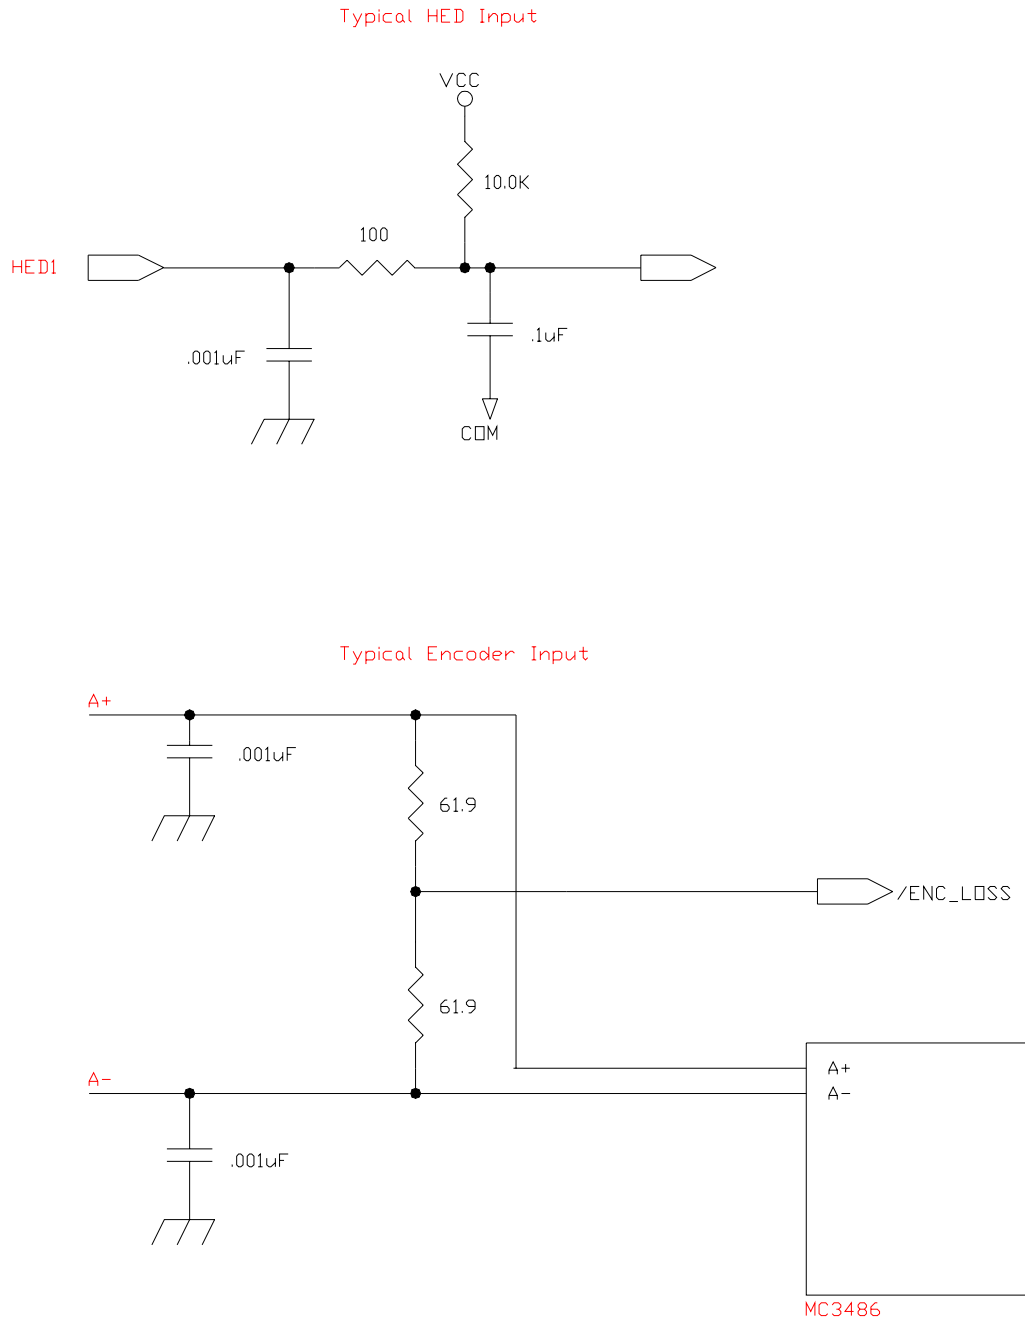 Typical HED Input
VCC
10.0K
100
HED1
.1uF
.001uF
COM
Typical Encoder Input
A+
.001uF
61.9
/ENC_LOSS
61.9
A+
A-
A-
.001uF
MC3486